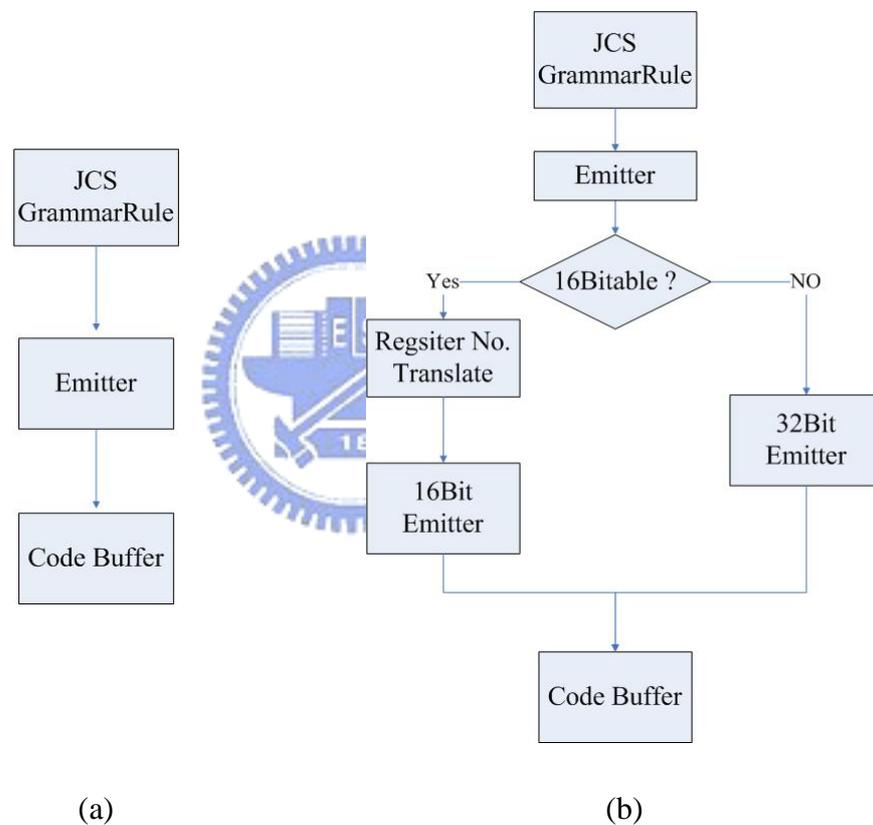 JCS
GrammarRule
Emitter
Code Buffer
(a)
JCS
GrammarRule
Emitter
16Bitable ?
Yes
NO
Regsiter No.
Translate
16Bit
Emitter
32Bit
Emitter
Code Buffer
(b)